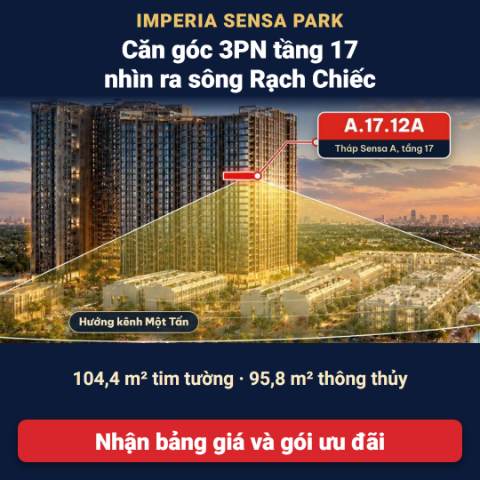 IMPERIA SENSA PARK
Căn góc 3PN tầng 17
nhìn ra sông Rạch Chiếc
A.17.12A
Tháp Sensa A, tầng 17
Hướng kênh Một Tấn
104,4 m² tim tường · 95,8 m² thông thủy
Nhận bảng giá và gói ưu đãi